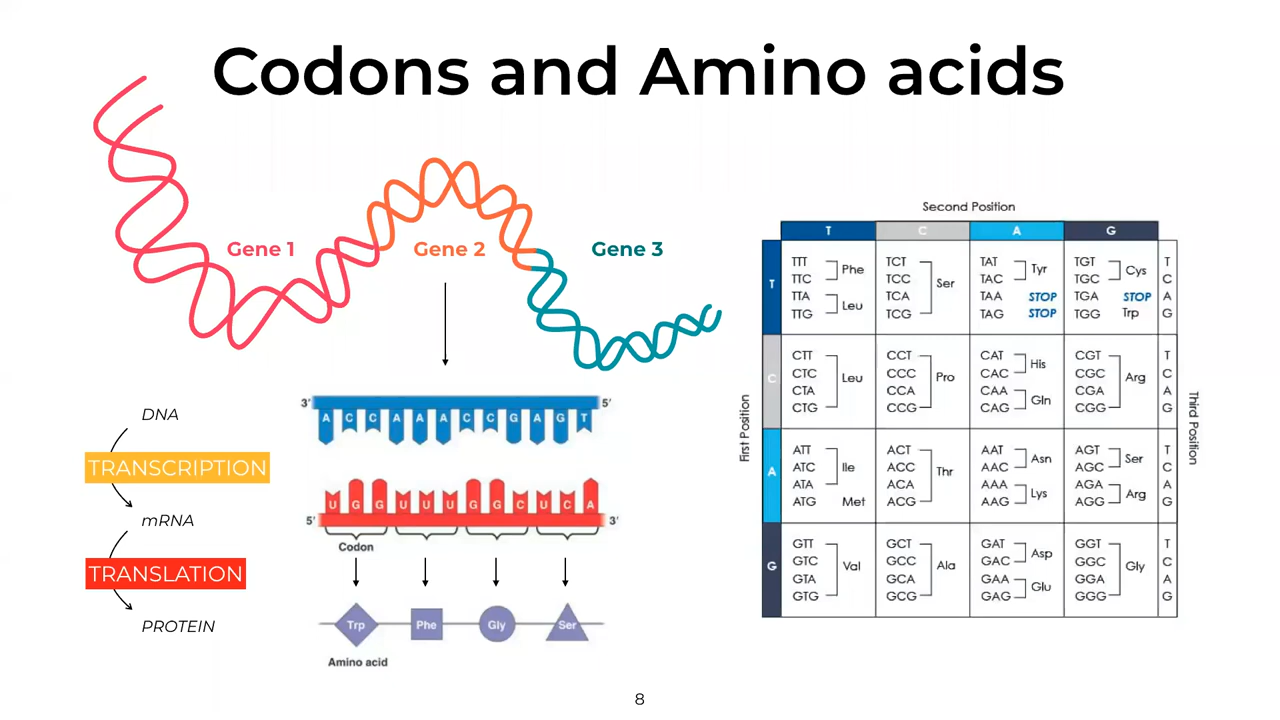 Codons and Amino acids
Gene 1
Gene 2
Gene 3
DNA
TRANSCRIPTION
mRNA
TRANSLATION
PROTEIN
3' 5'
A C C A A A C C G A G T
U G G U U U G G C U C A
5' 3'
Codon
Trp Phe Gly Ser
Amino acid
Second Position
T C A G
First Position
Third Position
T
TTT TCT TAT TGT T
Phe Tyr Cys
TTC TCC TAC TGC C
Ser
TTA TCA TAA STOP TGA STOP A
Leu
TTG TCG TAG STOP TGG Trp G
C
CTT CCT CAT CGT T
His
CTC CCC CAC CGC C
Leu Pro Arg
CTA CCA CAA CGA A
Gln
CTG CCG CAG CGG G
A
ATT ACT AAT AGT T
Asn Ser
ATC ACC AAC AGC C
Ile Thr
ATA ACA AAA AGA A
Lys Arg
ATG Met ACG AAG AGG G
G
GTT GCT GAT GGT T
Asp
GTC GCC GAC GGC C
Val Ala Gly
GTA GCA GAA GGA A
Glu
GTG GCG GAG GGG G
8